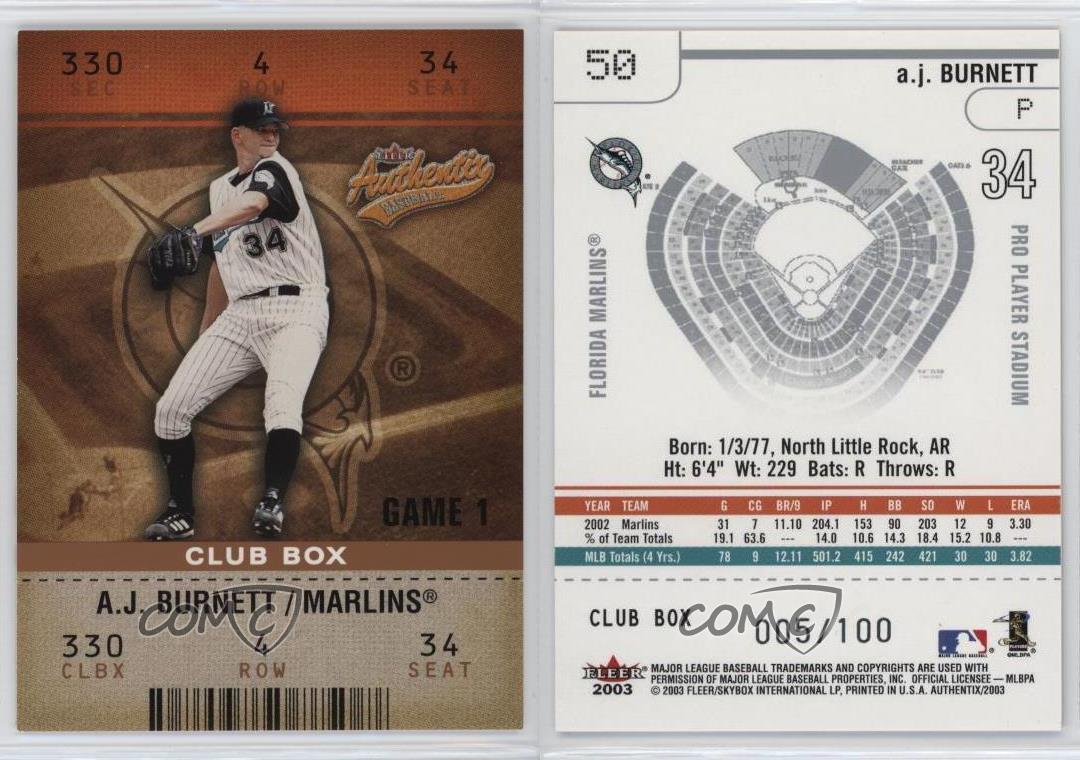 330 4 34
SEC ROW SEAT
FLEER
Authentix
BASEBALL
34
®
GAME 1
CLUB BOX
A.J. BURNETT / MARLINS®
COMC
330 4 34
CLBX ROW SEAT
50
a.j. BURNETT
P
34
FLORIDA MARLINS®
PRO PLAYER STADIUM
GATE 6
Born: 1/3/77, North Little Rock, AR
Ht: 6'4" Wt: 229 Bats: R Throws: R
YEAR TEAM G CG BR/9 IP H BB SO W L ERA
2002 Marlins 31 7 11.10 204.1 153 90 203 12 9 3.30
% of Team Totals 19.1 63.6 --- 14.0 10.6 14.3 18.4 15.2 10.8 ---
MLB Totals (4 Yrs.) 78 9 12.11 501.2 415 242 421 30 30 3.82
CLUB BOX 005/100
COMC
FLEER
2003
MAJOR LEAGUE BASEBALL TRADEMARKS AND COPYRIGHTS ARE USED WITH
PERMISSION OF MAJOR LEAGUE BASEBALL PROPERTIES, INC. OFFICIAL LICENSEE — MLBPA
© 2003 FLEER/SKYBOX INTERNATIONAL LP, PRINTED IN U.S.A. AUTHENTIX/2003